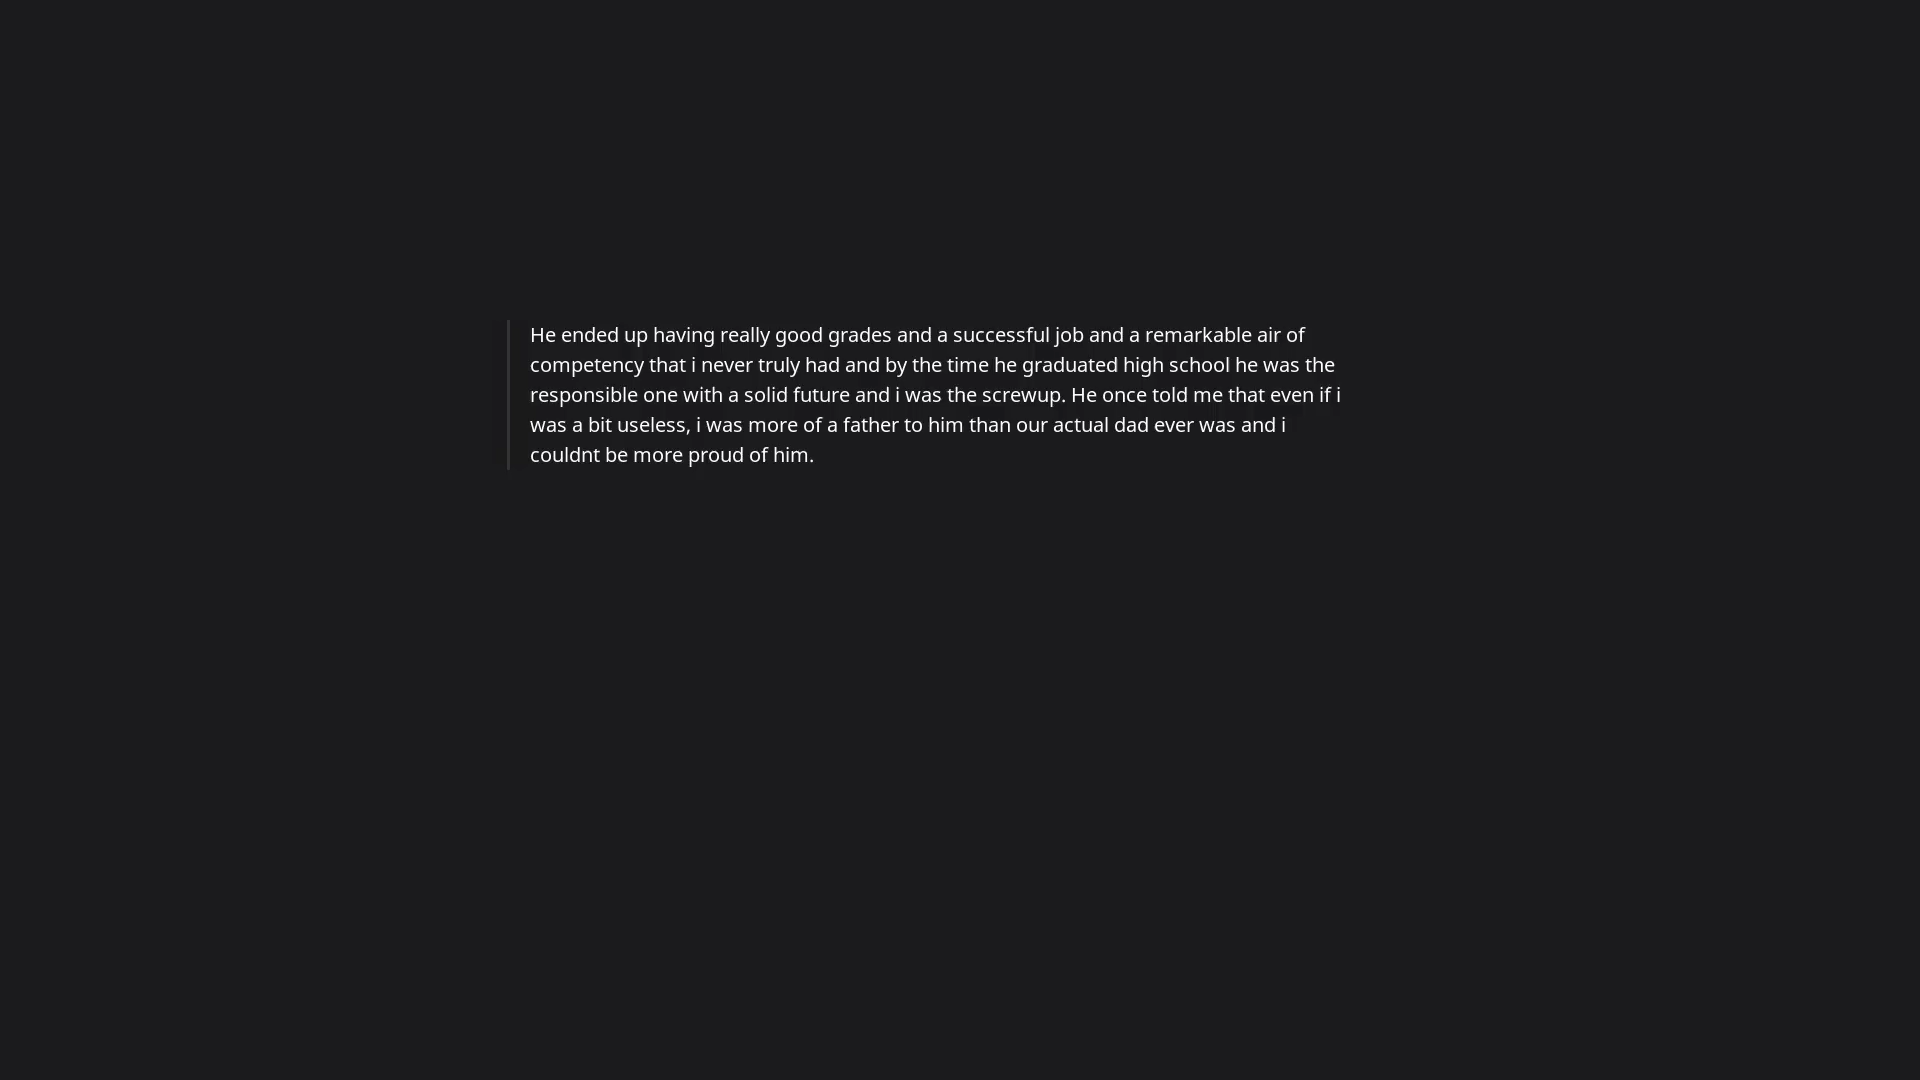 He ended up having really good grades and a successful job and a remarkable air of
competency that i never truly had and by the time he graduated high school he was the
responsible one with a solid future and i was the screwup. He once told me that even if i
was a bit useless, i was more of a father to him than our actual dad ever was and i
couldnt be more proud of him.